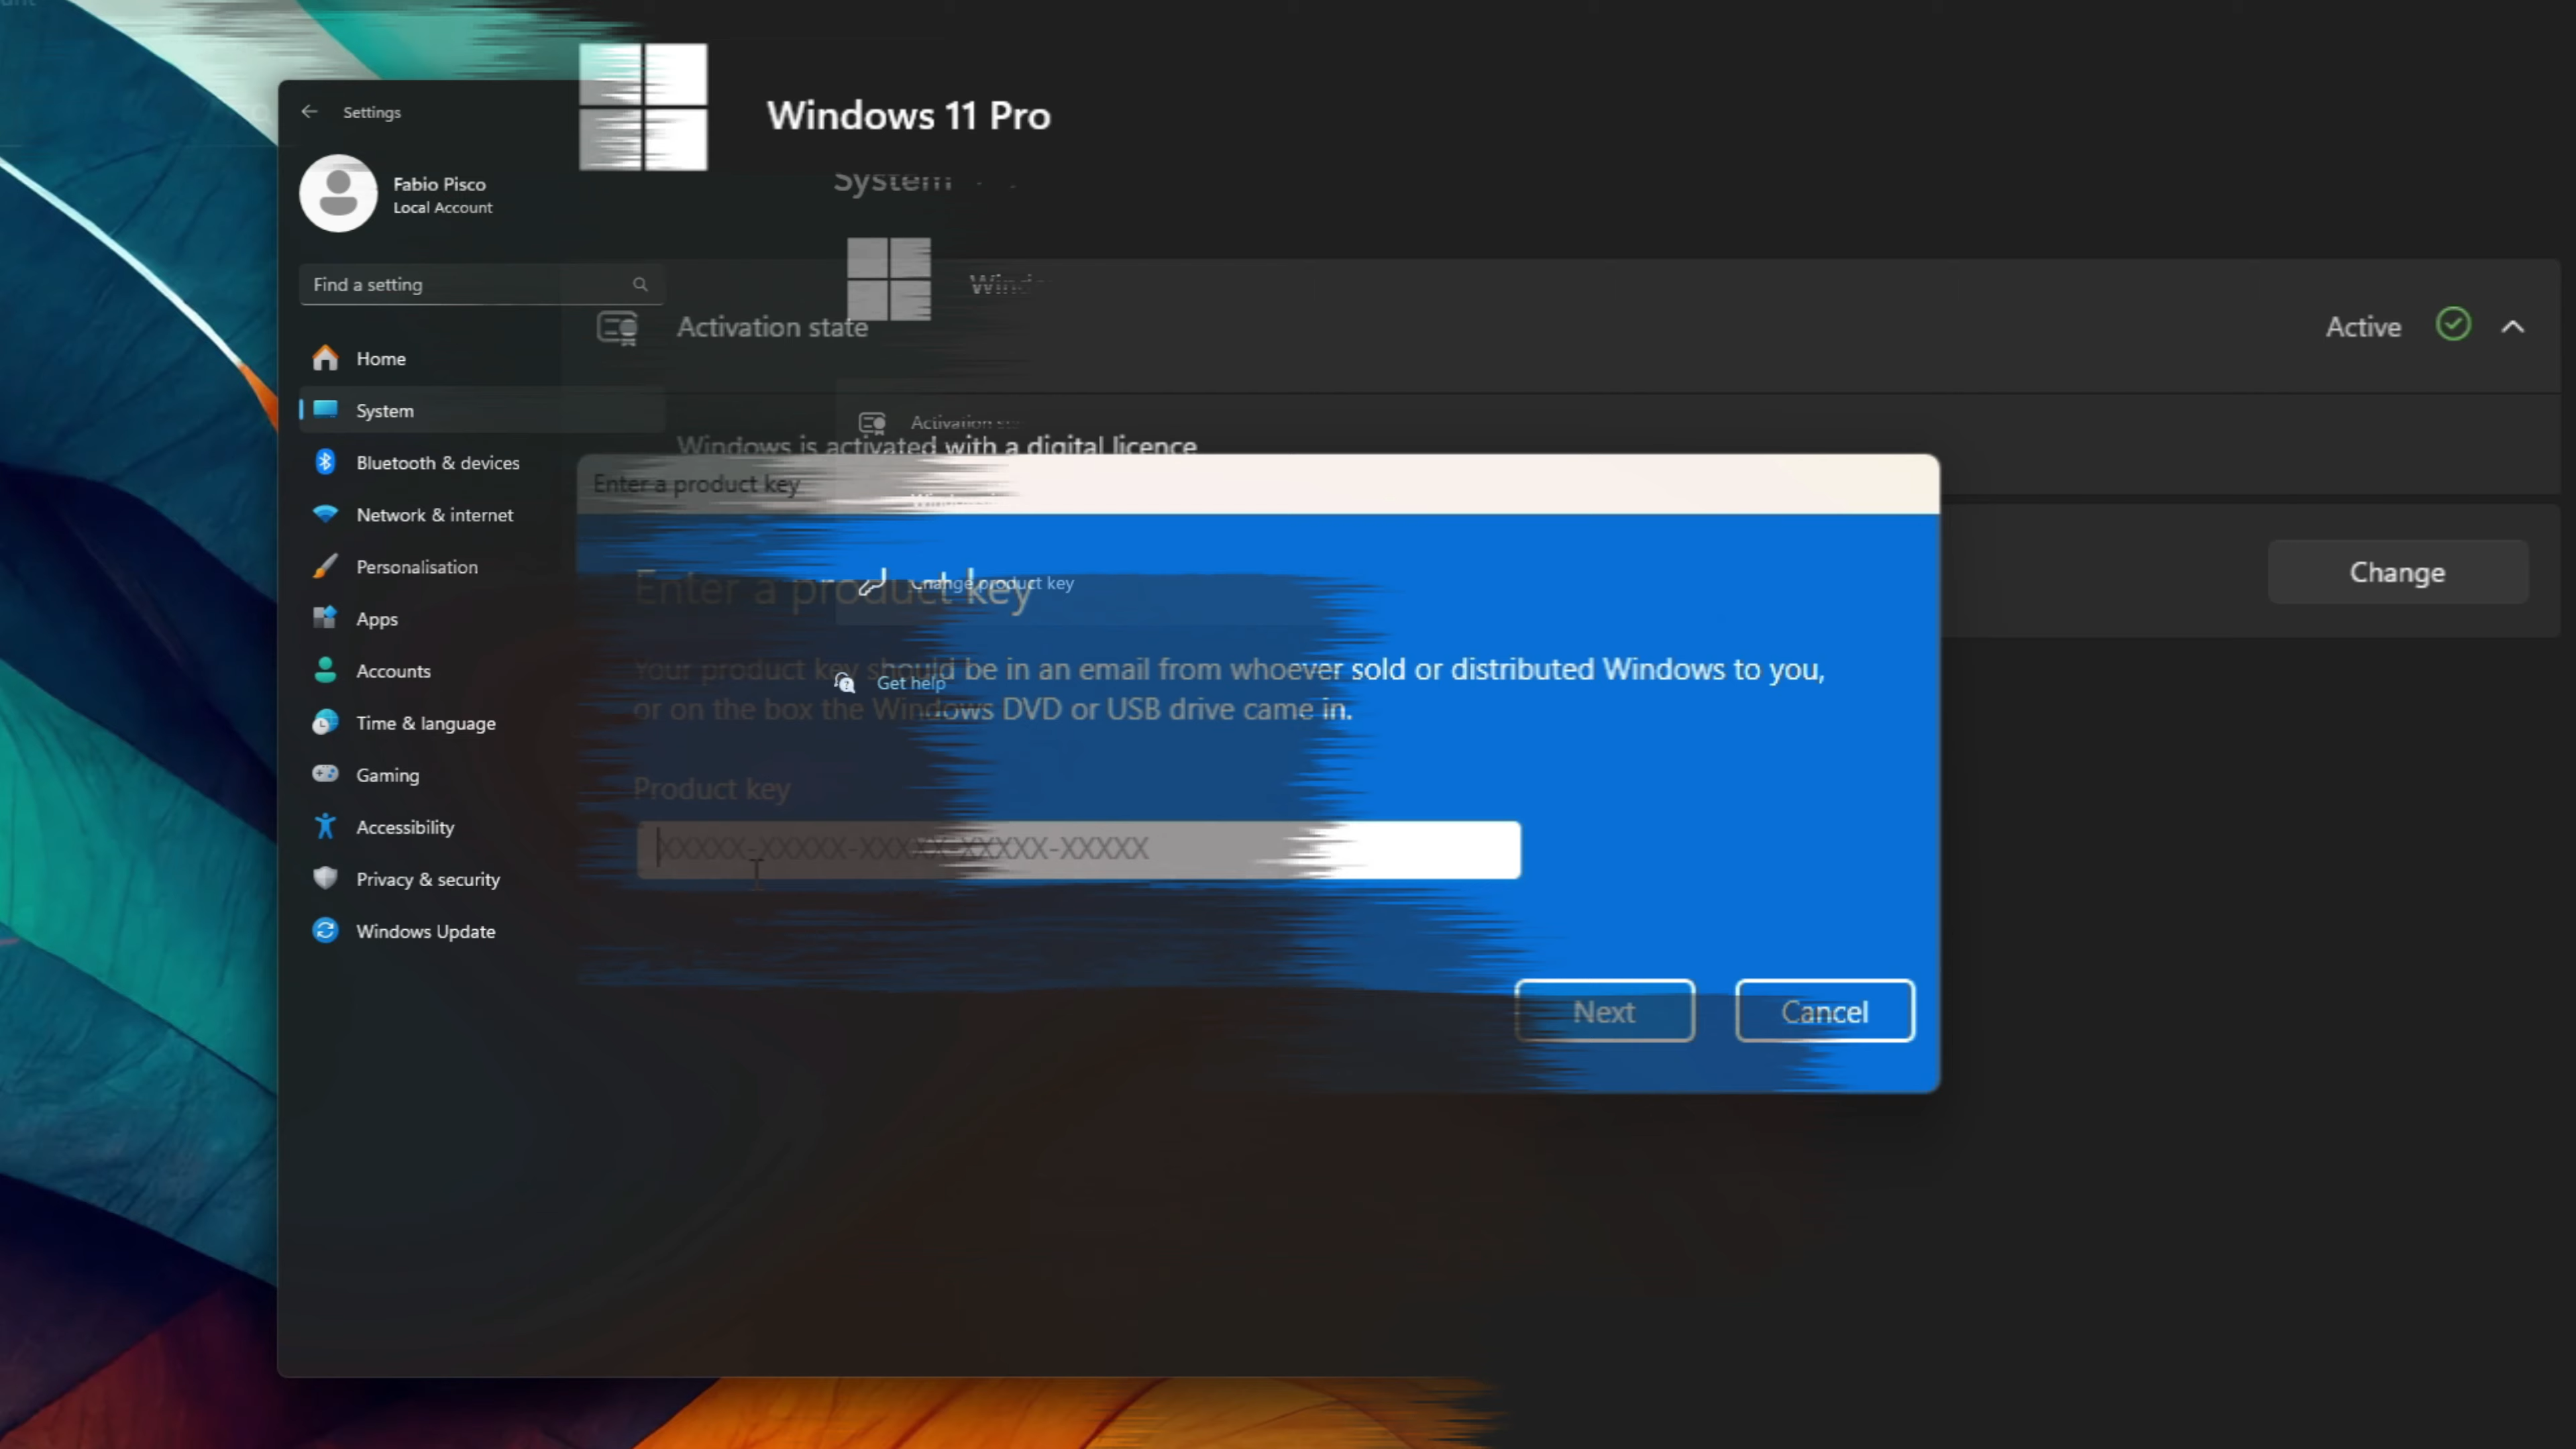 Settings
Windows 11 Pro
Fabio Pisco
Local Account
System
Find a setting
Activation state
Active
Home
System
Activation
Windows is activated with a digital licence
Bluetooth & devices
Enter a product key
Network & internet
Personalisation
Change product key
Change
Enter a product key
Apps
Accounts
Your product key should be in an email from whoever sold or distributed Windows to you,
Get help
or on the box the Windows DVD or USB drive came in.
Time & language
Gaming
Product key
Accessibility
XXXXX-XXXXX-XXXXX-XXXXX-XXXXX
Privacy & security
Windows Update
Next
Cancel